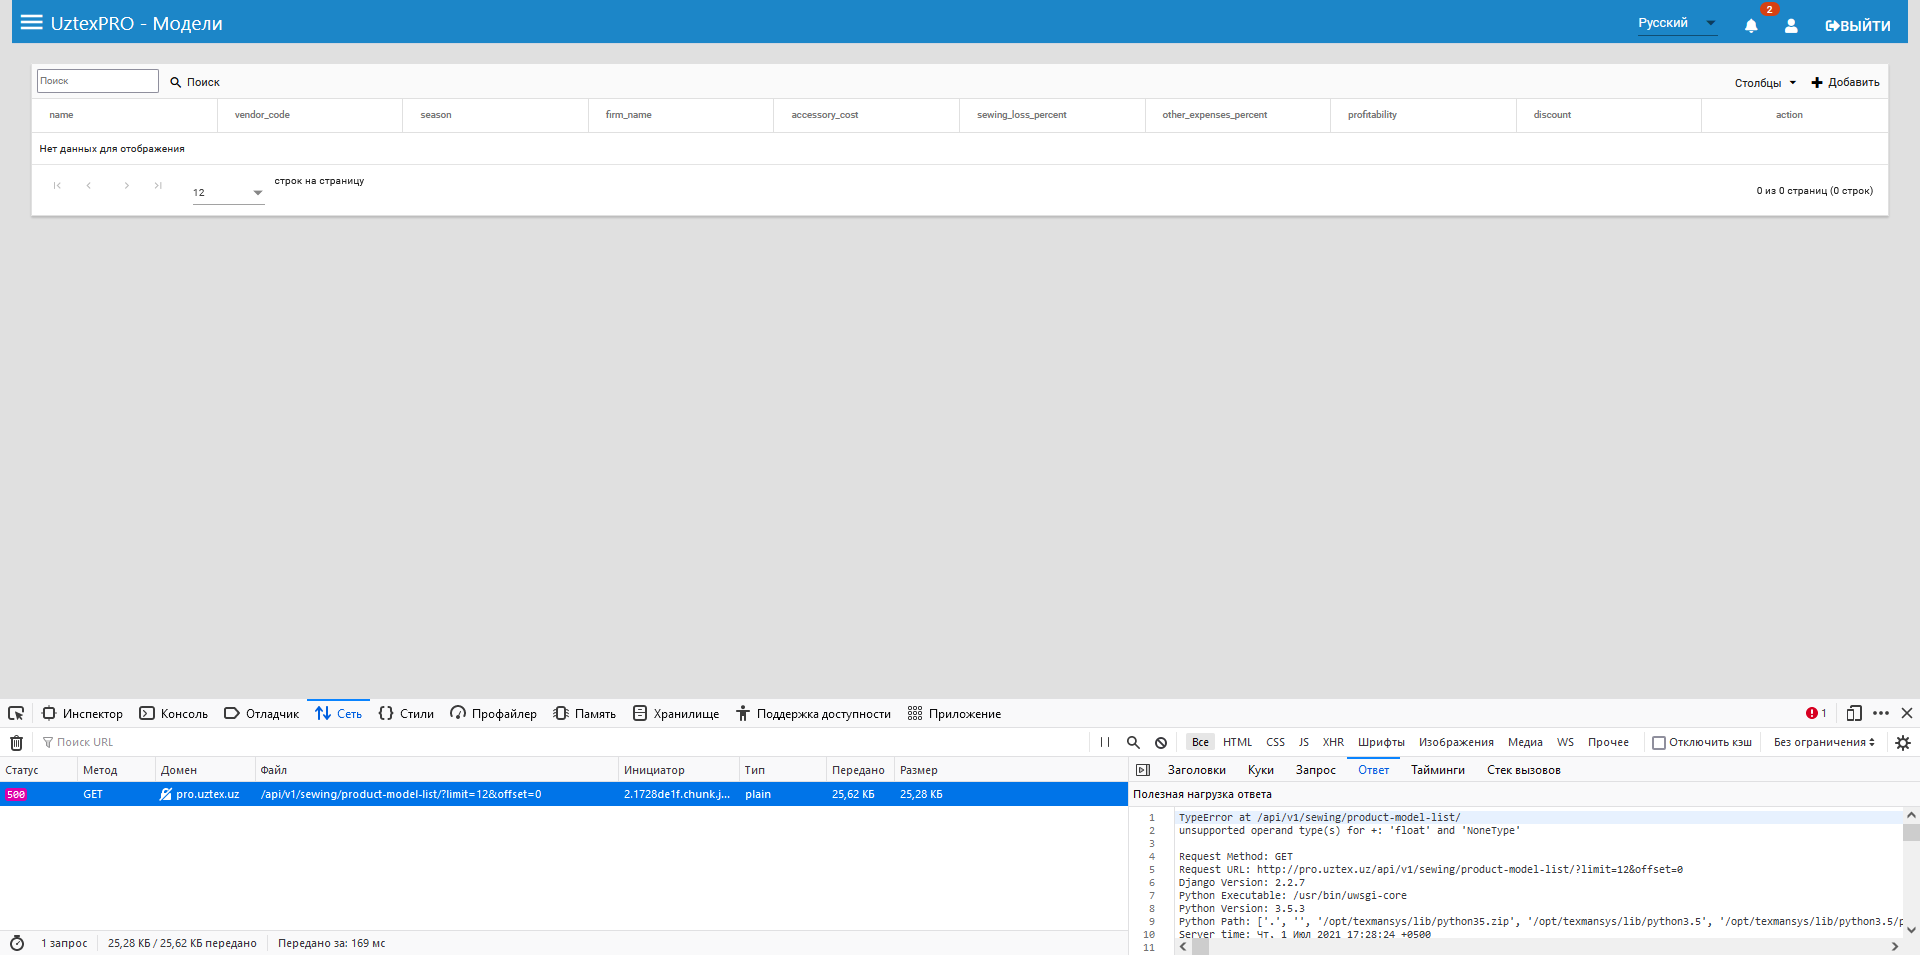 UztexPRO - Модели
Русский
2
ВЫЙТИ
Поиск
Поиск
Столбцы
Добавить
name vendor_code season firm_name accessory_cost sewing_loss_percent other_expenses_percent profitability discount action
Нет данных для отображения
12
строк на страницу
0 из 0 страниц (0 строк)
Инспектор Консоль Отладчик Сеть Стили Профайлер Память Хранилище Поддержка доступности Приложение 1
Поиск URL
Все HTML CSS JS XHR Шрифты Изображения Медиа WS Прочее Отключить кэш Без ограничения
Статус Метод Домен Файл Инициатор Тип Передано Размер
500 GET pro.uztex.uz /api/v1/sewing/product-model-list/?limit=12&offset=0 2.1728de1f.chunk.j... plain 25,62 КБ 25,28 КБ
Заголовки Куки Запрос Ответ Тайминги Стек вызовов
Полезная нагрузка ответа
1 TypeError at /api/v1/sewing/product-model-list/
2 unsupported operand type(s) for +: 'float' and 'NoneType'
3
4 Request Method: GET
5 Request URL: http://pro.uztex.uz/api/v1/sewing/product-model-list/?limit=12&offset=0
6 Django Version: 2.2.7
7 Python Executable: /usr/bin/uwsgi-core
8 Python Version: 3.5.3
9 Python Path: ['.', '', '/opt/texmansys/lib/python35.zip', '/opt/texmansys/lib/python3.5', '/opt/texmansys/lib/python3.5/p
10 Server time: Чт, 1 Июл 2021 17:28:24 +0500
11
1 запрос 25,28 КБ / 25,62 КБ передано Передано за: 169 мс